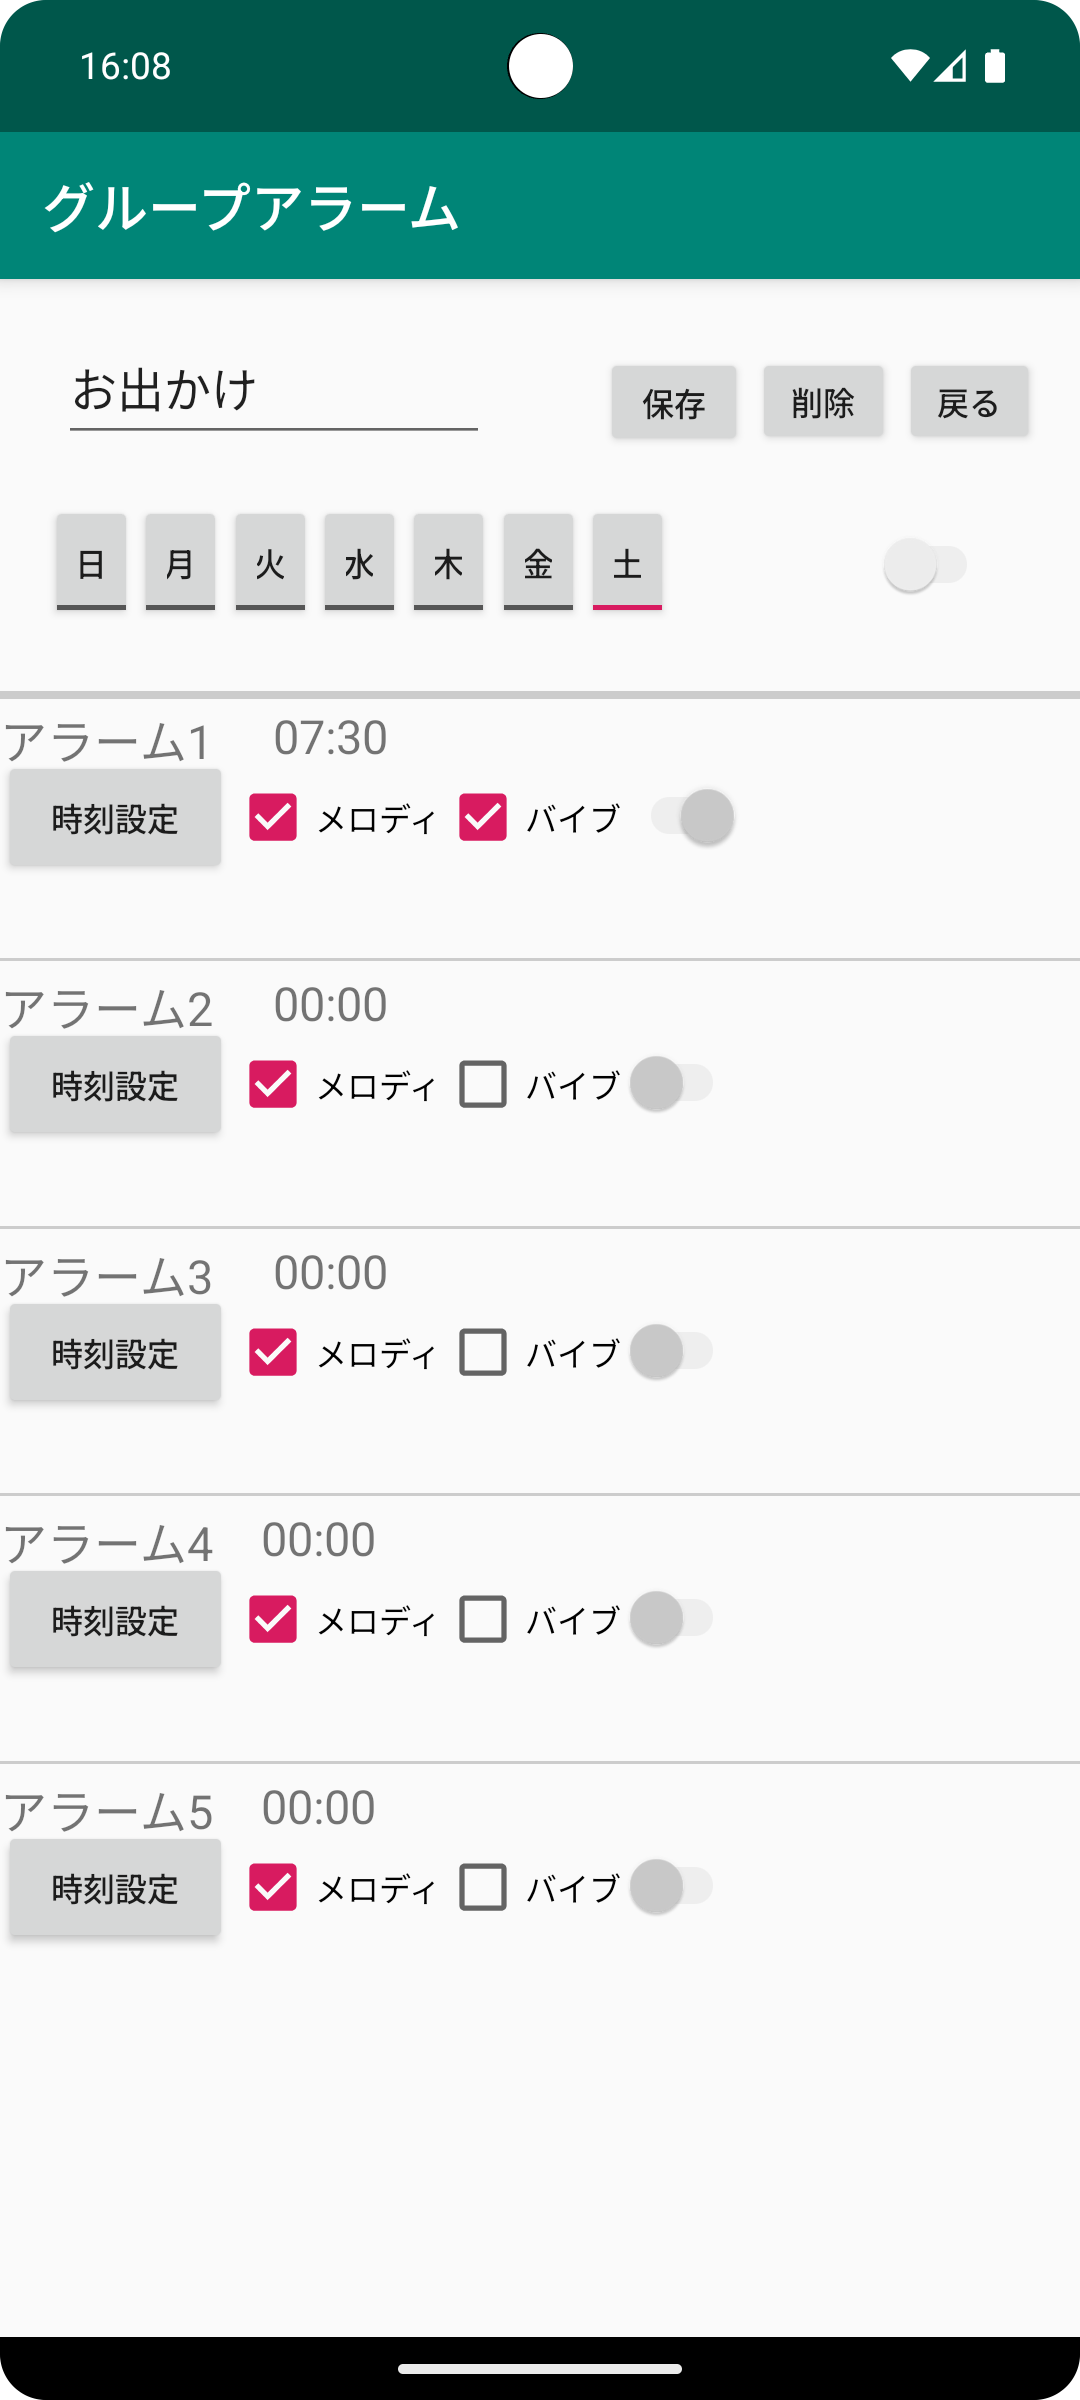 16:08
グループアラーム
お出かけ 保存 削除 戻る
日 月 火 水 木 金 土
アラーム1 07:30
時刻設定 メロディ バイブ
アラーム2 00:00
時刻設定 メロディ バイブ
アラーム3 00:00
時刻設定 メロディ バイブ
アラーム4 00:00
時刻設定 メロディ バイブ
アラーム5 00:00
時刻設定 メロディ バイブ